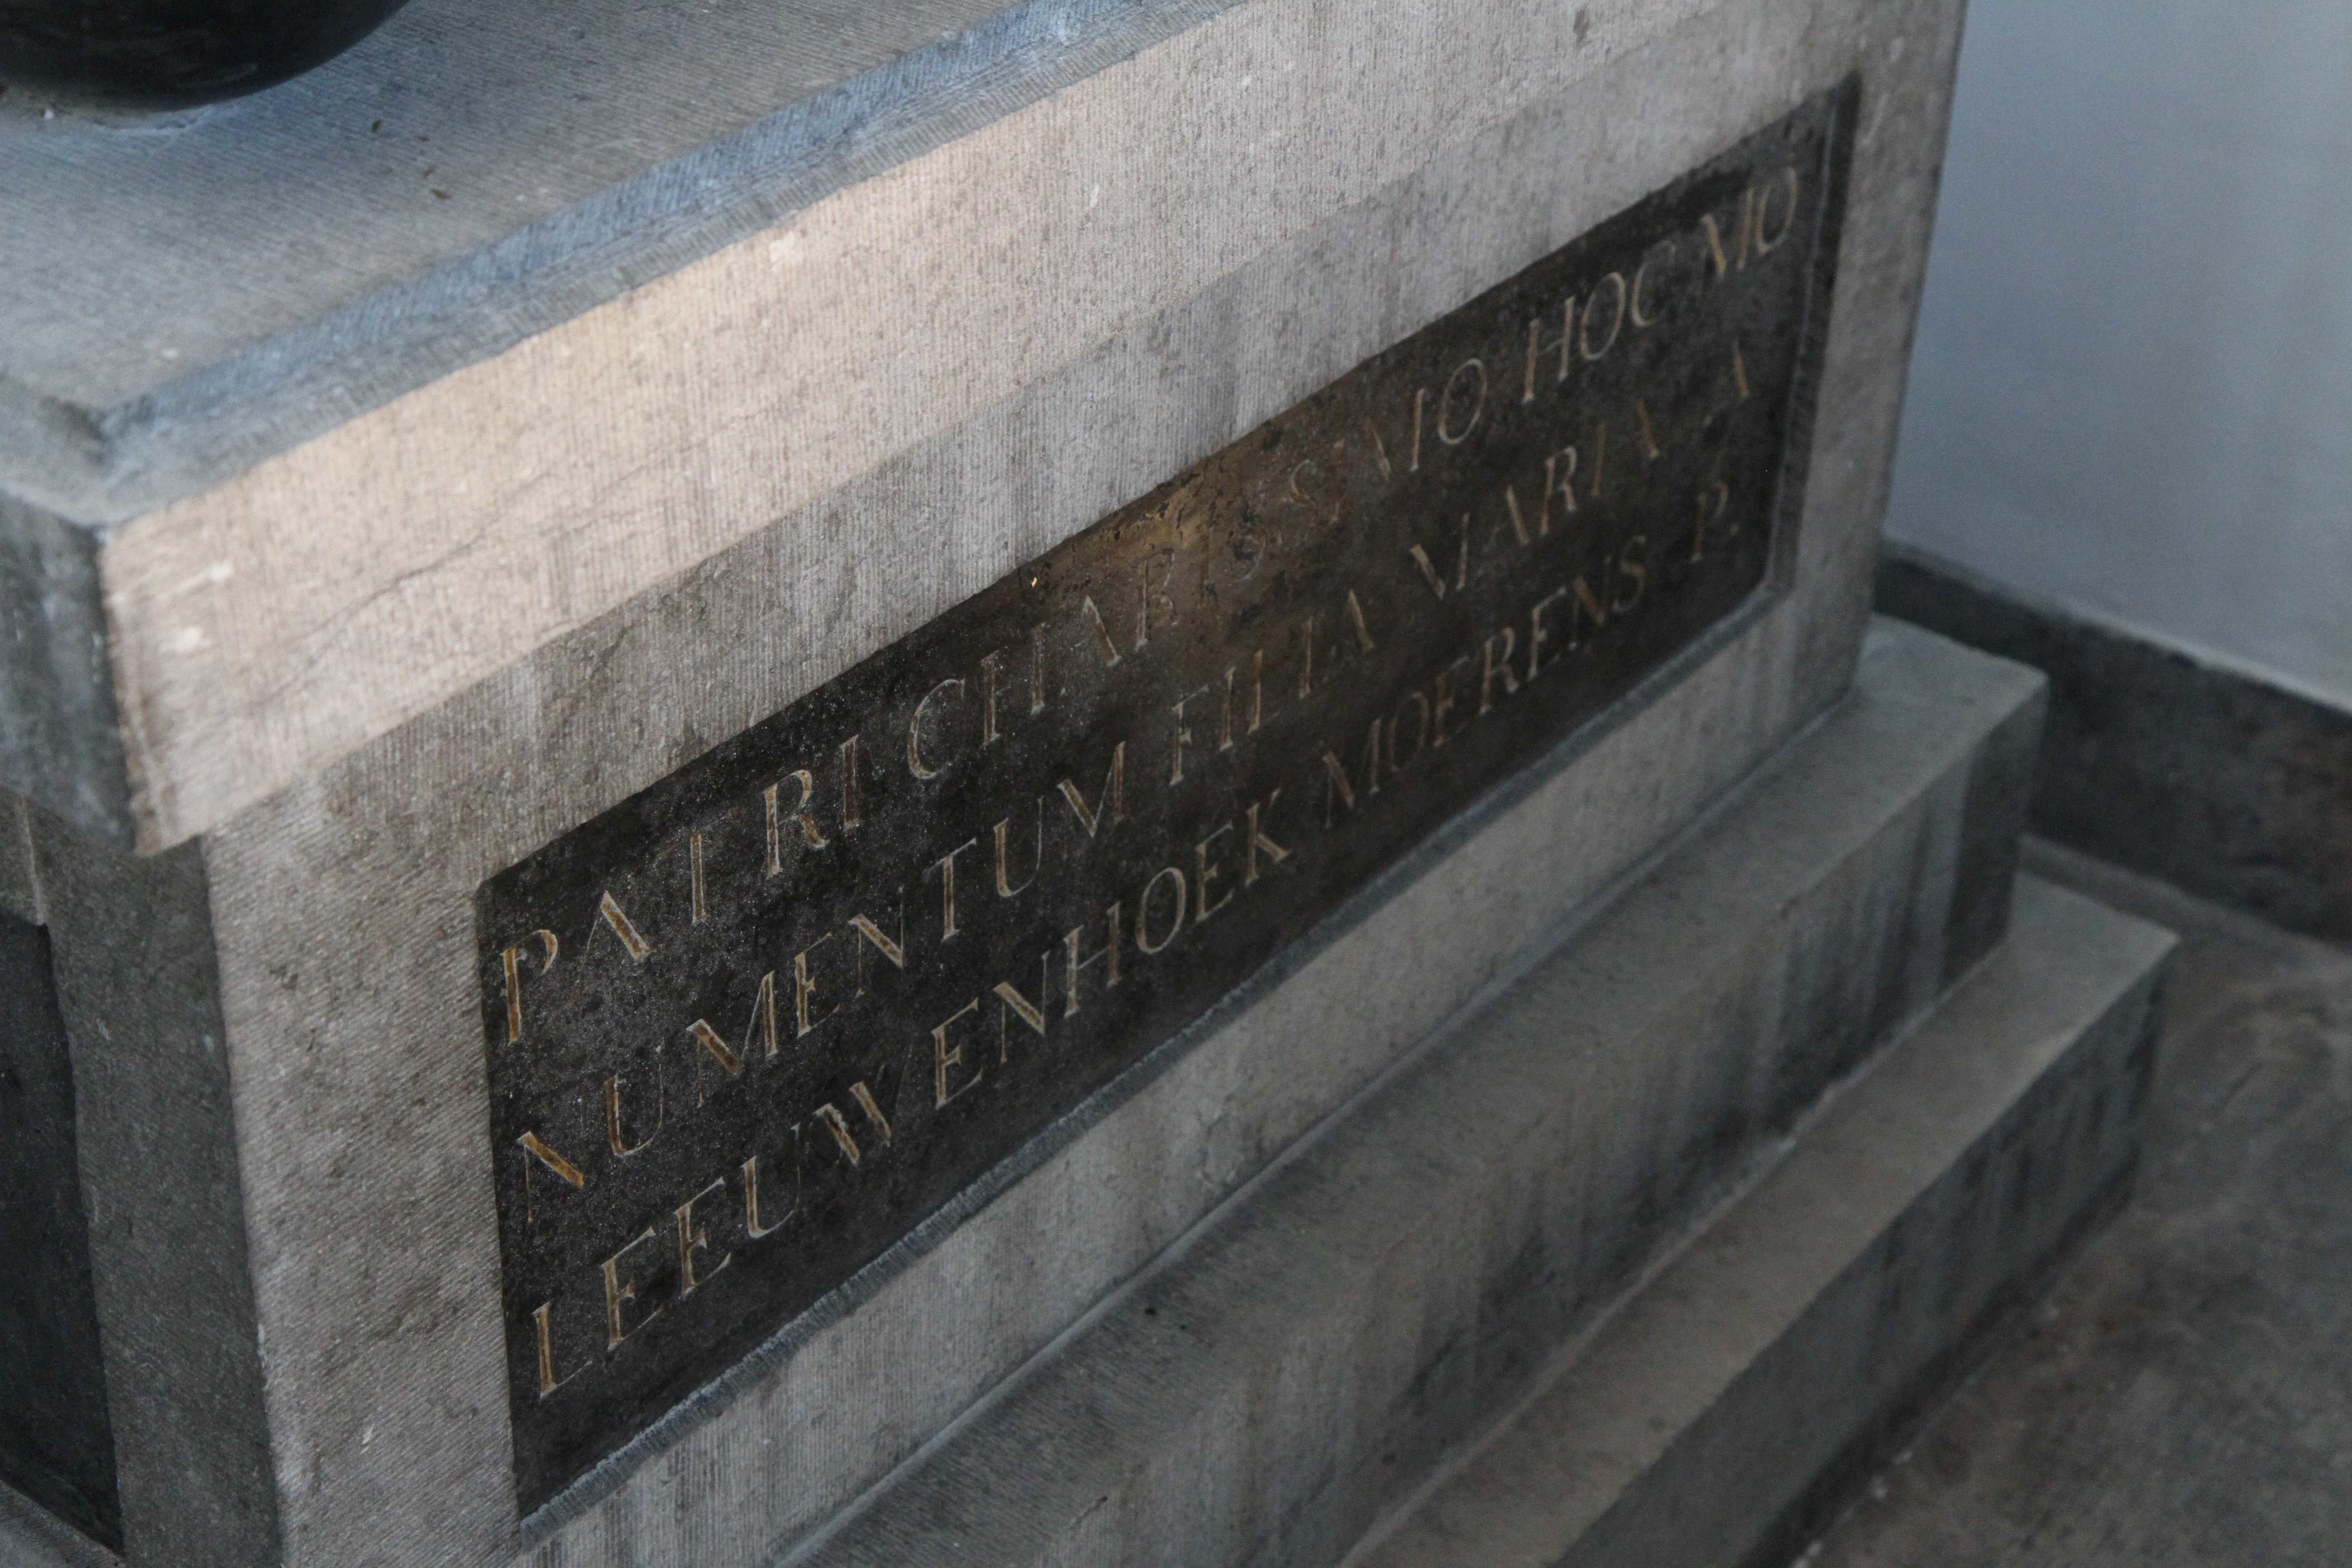 PATRI CHARISSIMO HOC MO
NUMENTUM FILIA MARIA A
LEEUWENHOEK MOERENS P.